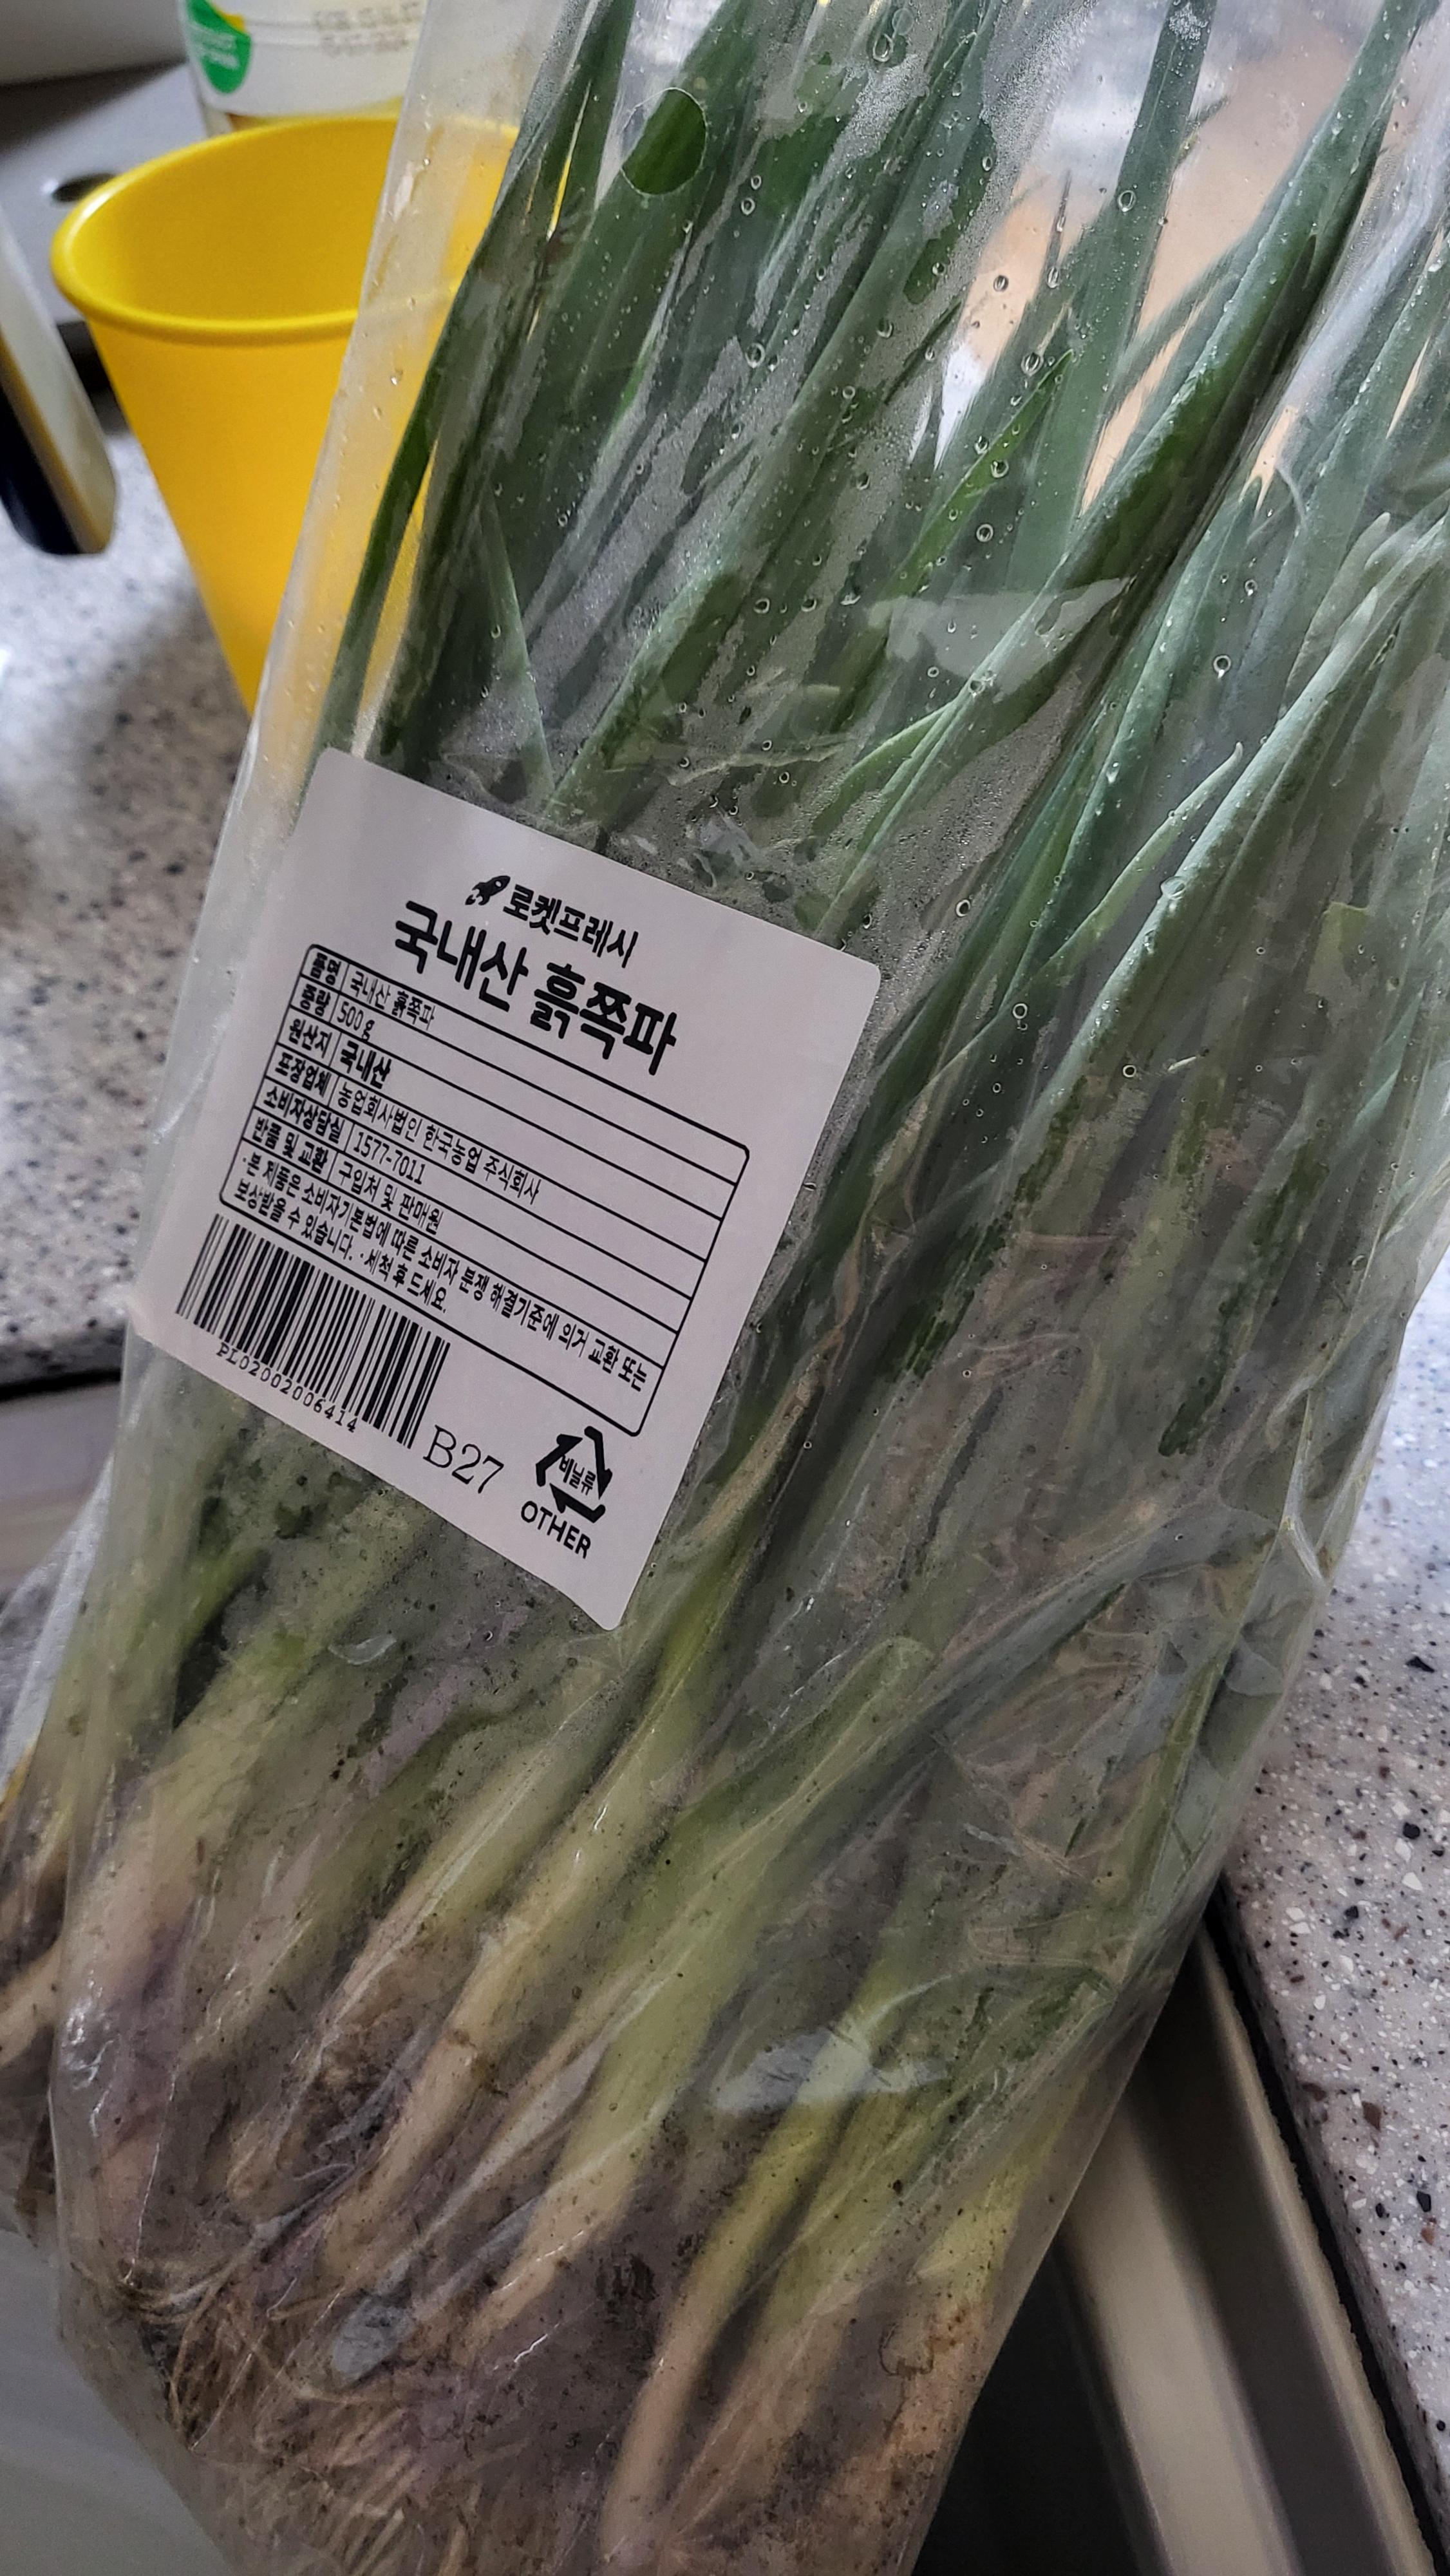 로켓프레시
국내산 흙쪽파
품명 국내산 흙쪽파
중량 500g
원산지 국내산
포장업체 농업회사법인 한국농업 주식회사
소비자상담실 1577-7011
반품 및 교환 구입처 및 판매원
·본 제품은 소비자기본법에 따른 소비자 분쟁 해결기준에 의거 교환 또는
보상받을 수 있습니다. ·세척 후 드세요.
PL02002006414
B27
비닐류
OTHER